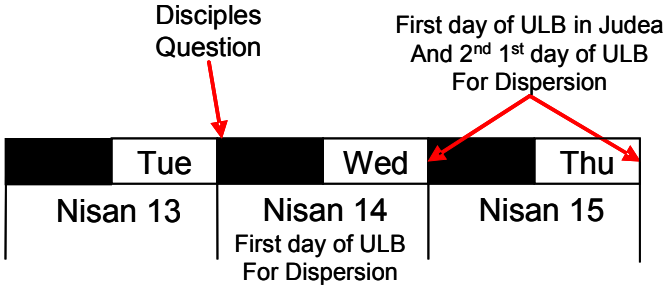 Disciples
Question
First day of ULB in Judea
And 2nd 1st day of ULB
For Dispersion
Tue
Wed
Thu
Nisan 13
Nisan 14
Nisan 15
First day of ULB
For Dispersion